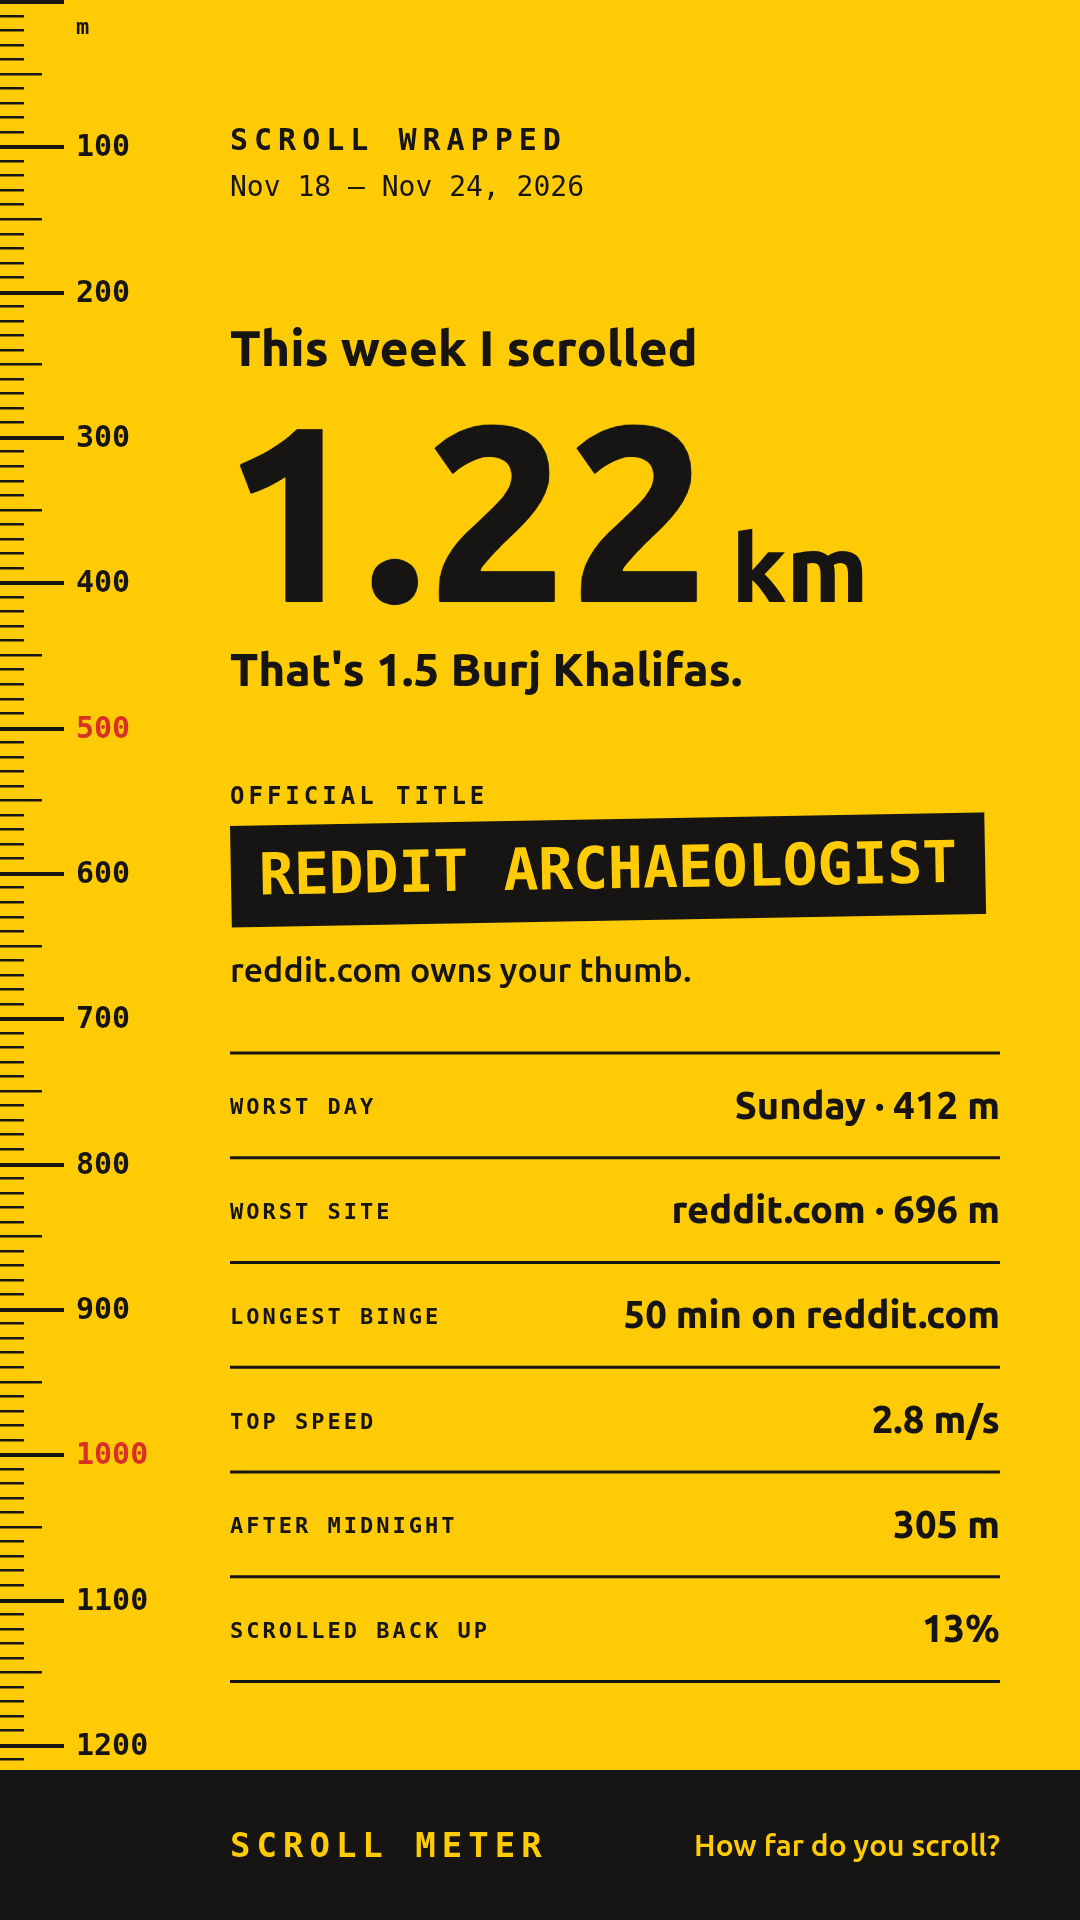 m
100
200
300
400
500
600
700
800
900
1000
1100
1200
SCROLL WRAPPED
Nov 18 – Nov 24, 2026
This week I scrolled
1.22 km
That's 1.5 Burj Khalifas.
OFFICIAL TITLE
REDDIT ARCHAEOLOGIST
reddit.com owns your thumb.
WORST DAY Sunday · 412 m
WORST SITE reddit.com · 696 m
LONGEST BINGE 50 min on reddit.com
TOP SPEED 2.8 m/s
AFTER MIDNIGHT 305 m
SCROLLED BACK UP 13%
SCROLL METER How far do you scroll?